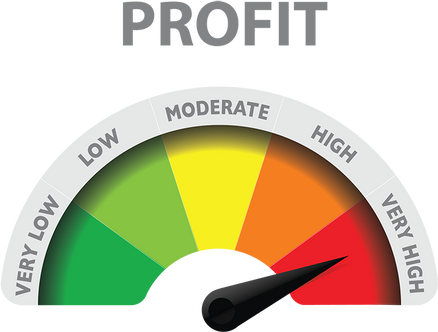 PROFIT
VERY LOW
LOW
MODERATE
HIGH
VERY HIGH